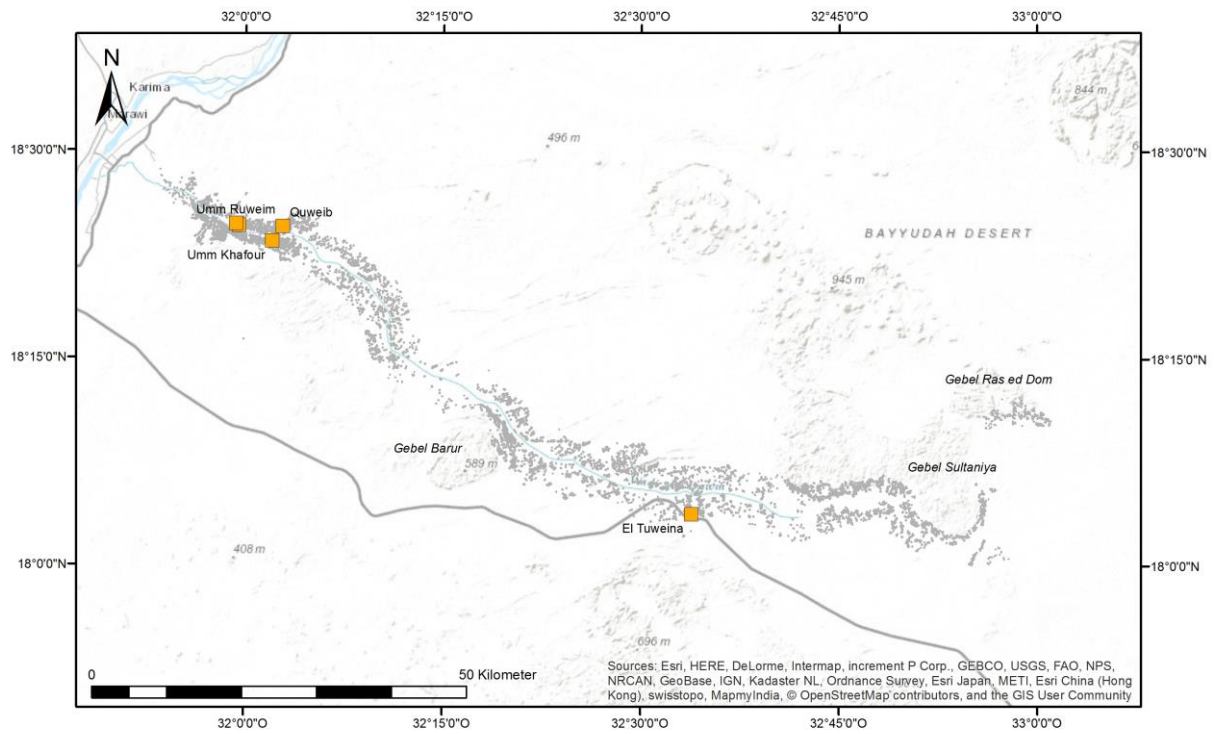 32°0'0"O 32°15'0"O 32°30'0"O 32°45'0"O 33°0'0"O
N
Karima
844 m
18°30'0"N 18°30'0"N
496 m
Umm Ruweim Quweib
BAYYUDAH DESERT
Umm Khafour
945 m
18°15'0"N 18°15'0"N
Gebel Ras ed Dom
Gebel Barur
589 m
Gebel Sultaniya
El Tuweina
408 m
18°0'0"N 18°0'0"N
696 m
0 50 Kilometer
Sources: Esri, HERE, DeLorme, Intermap, increment P Corp., GEBCO, USGS, FAO, NPS,
NRCAN, GeoBase, IGN, Kadaster NL, Ordnance Survey, Esri Japan, METI, Esri China (Hong
Kong), swisstopo, MapmyIndia, © OpenStreetMap contributors, and the GIS User Community
32°0'0"O 32°15'0"O 32°30'0"O 32°45'0"O 33°0'0"O